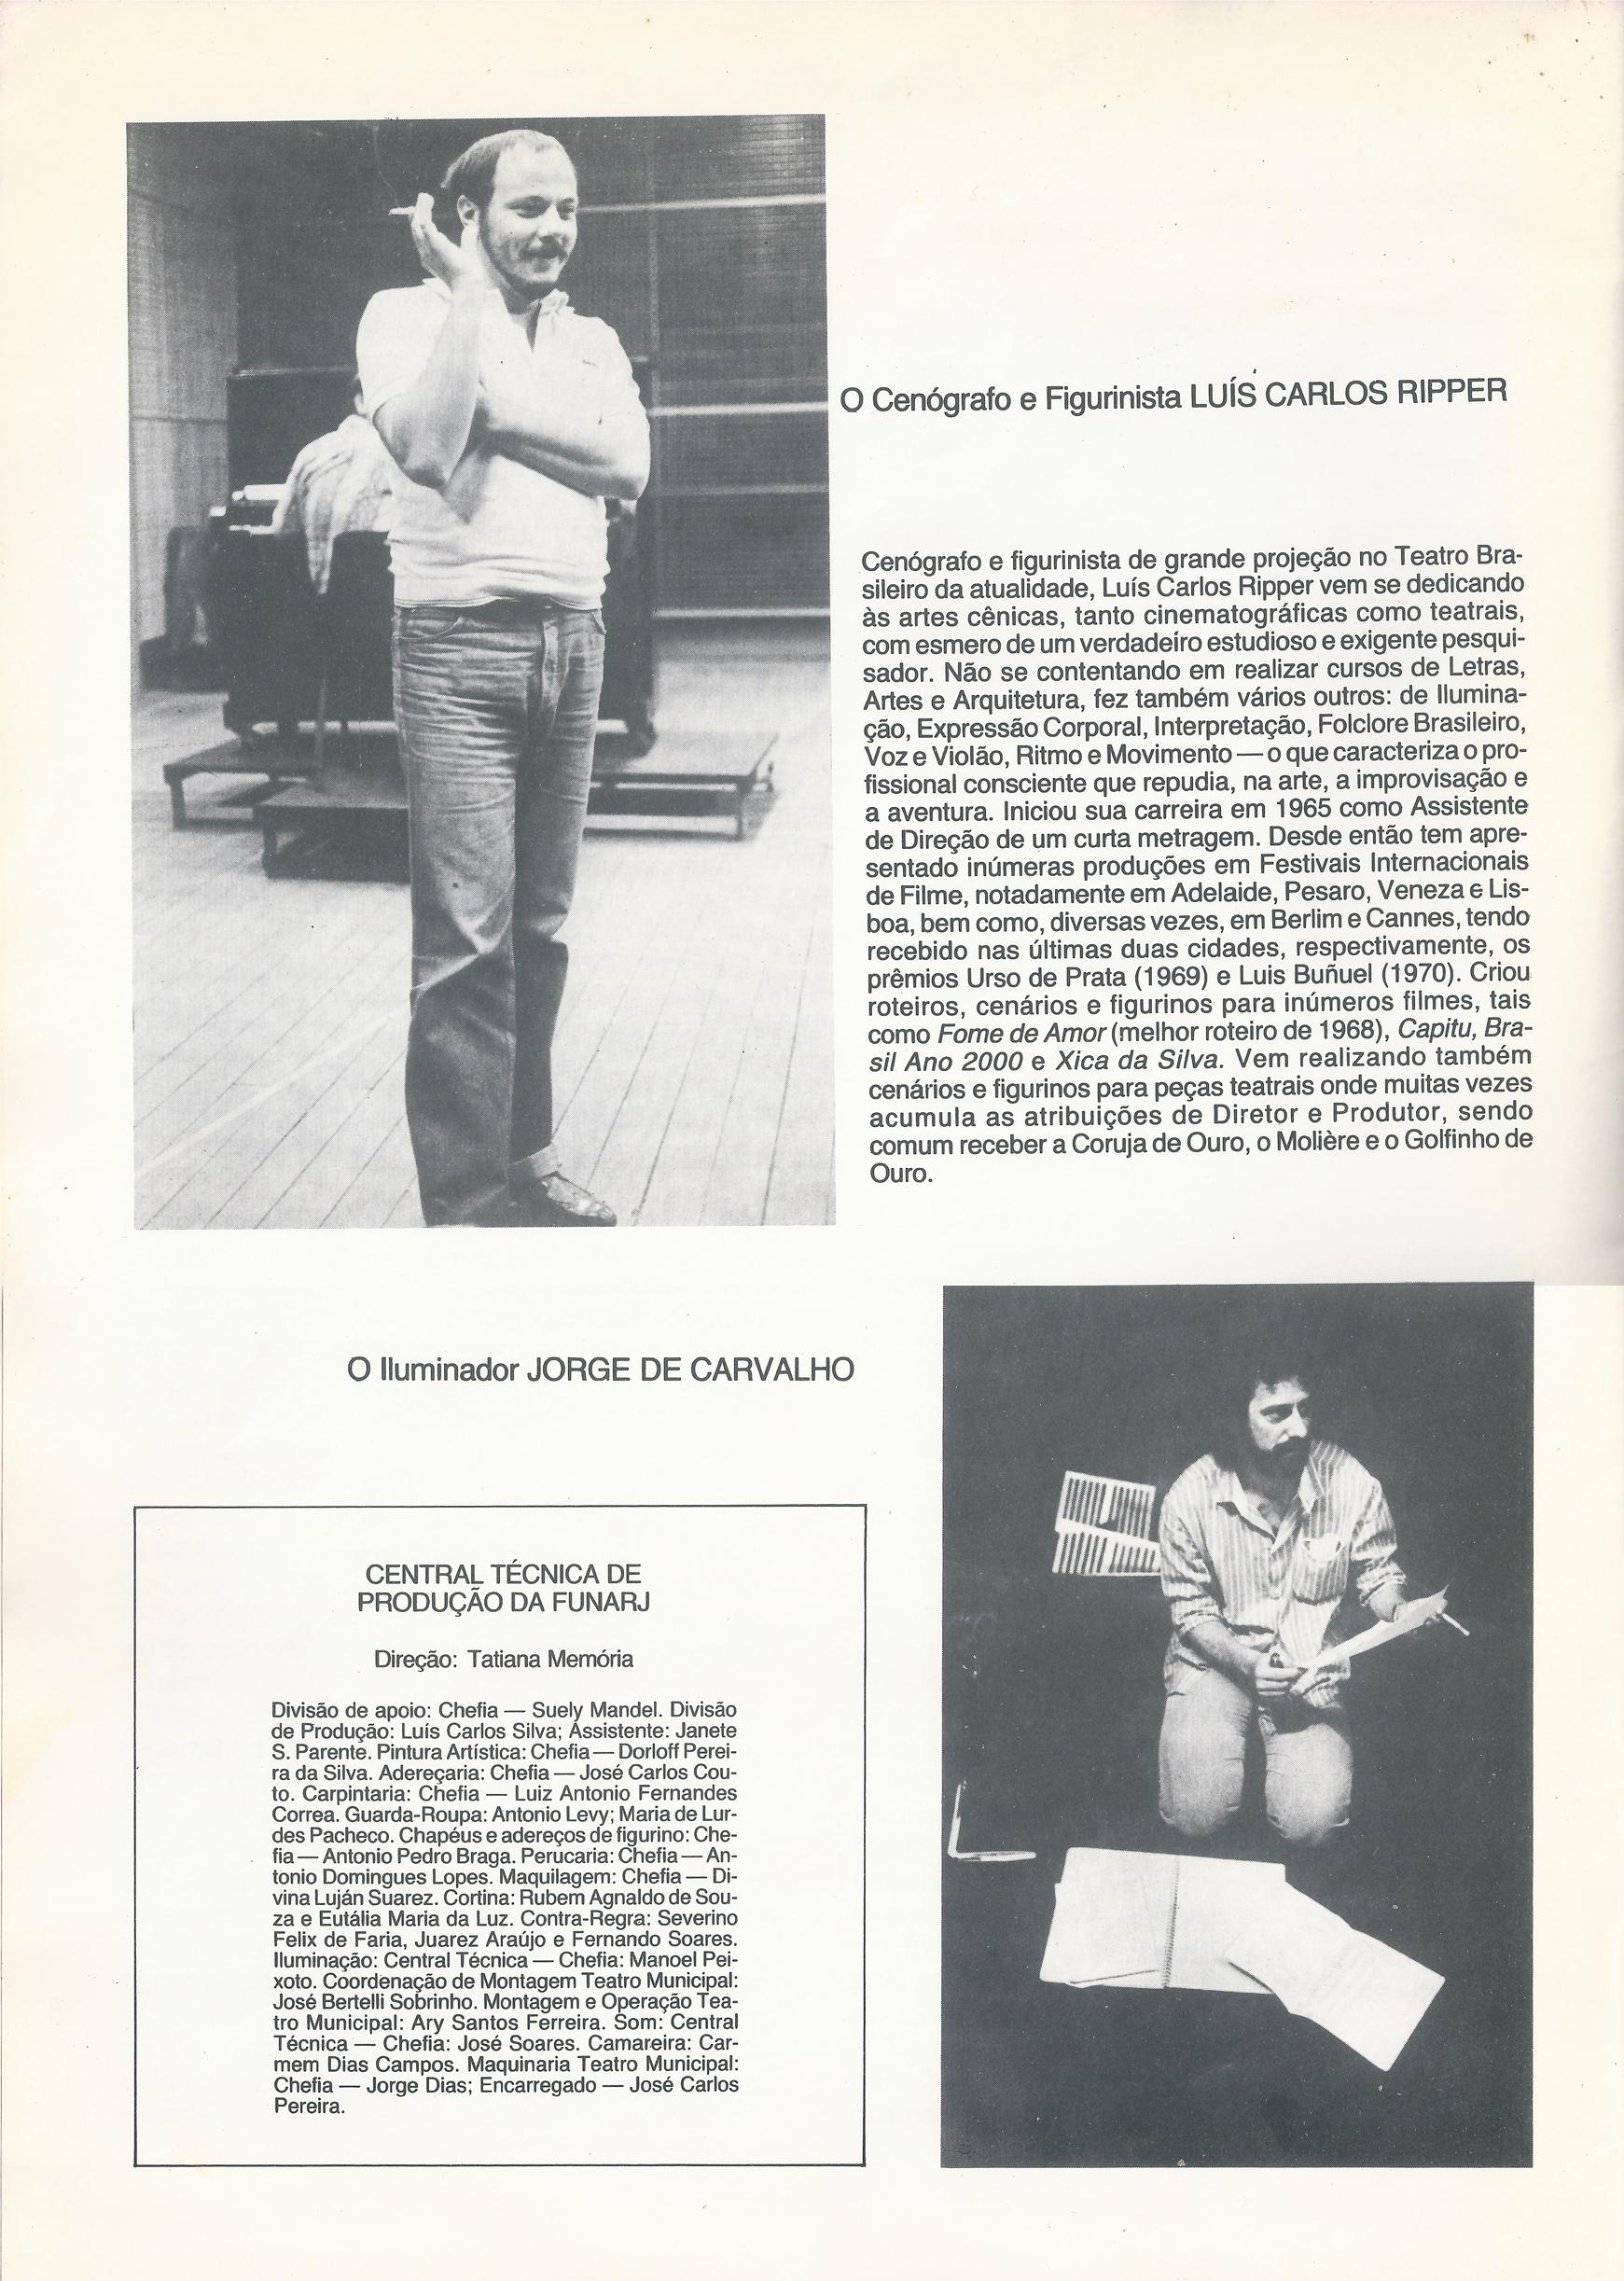 O Cenógrafo e Figurinista LUÍS CARLOS RIPPER
Cenógrafo e figurinista de grande projeção no Teatro Bra-
sileiro da atualidade, Luís Carlos Ripper vem se dedicando
às artes cênicas, tanto cinematográficas como teatrais,
com esmero de um verdadeiro estudioso e exigente pesqui-
sador. Não se contentando em realizar cursos de Letras,
Artes e Arquitetura, fez também vários outros: de Ilumina-
ção, Expressão Corporal, Interpretação, Folclore Brasileiro,
Voz e Violão, Ritmo e Movimento — o que caracteriza o pro-
fissional consciente que repudia, na arte, a improvisação e
a aventura. Iniciou sua carreira em 1965 como Assistente
de Direção de um curta metragem. Desde então tem apre-
sentado inúmeras produções em Festivais Internacionais
de Filme, notadamente em Adelaide, Pesaro, Veneza e Lis-
boa, bem como, diversas vezes, em Berlim e Cannes, tendo
recebido nas últimas duas cidades, respectivamente, os
prêmios Urso de Prata (1969) e Luis Buñuel (1970). Criou
roteiros, cenários e figurinos para inúmeros filmes, tais
como Fome de Amor (melhor roteiro de 1968), Capitu, Bra-
sil Ano 2000 e Xica da Silva. Vem realizando também
cenários e figurinos para peças teatrais onde muitas vezes
acumula as atribuições de Diretor e Produtor, sendo
comum receber a Coruja de Ouro, o Molière e o Golfinho de
Ouro.
O Iluminador JORGE DE CARVALHO
CENTRAL TÉCNICA DE
PRODUÇÃO DA FUNARJ
Direção: Tatiana Memória
Divisão de apoio: Chefia — Suely Mandel. Divisão
de Produção: Luís Carlos Silva; Assistente: Janete
S. Parente. Pintura Artística: Chefia — Dorloff Perei-
ra da Silva. Adereçaria: Chefia — José Carlos Cou-
to. Carpintaria: Chefia — Luiz Antonio Fernandes
Correa. Guarda-Roupa: Antonio Levy; Maria de Lur-
des Pacheco. Chapéus e adereços de figurino: Che-
fia — Antonio Pedro Braga. Perucaria: Chefia — An-
tonio Domingues Lopes. Maquilagem: Chefia — Di-
vina Luján Suarez. Cortina: Rubem Agnaldo de Sou-
za e Eutália Maria da Luz. Contra-Regra: Severino
Felix de Faria, Juarez Araújo e Fernando Soares.
Iluminação: Central Técnica — Chefia: Manoel Pei-
xoto. Coordenação de Montagem Teatro Municipal:
José Bertelli Sobrinho. Montagem e Operação Tea-
tro Municipal: Ary Santos Ferreira. Som: Central
Técnica — Chefia: José Soares. Camareira: Car-
mem Dias Campos. Maquinaria Teatro Municipal:
Chefia — Jorge Dias; Encarregado — José Carlos
Pereira.